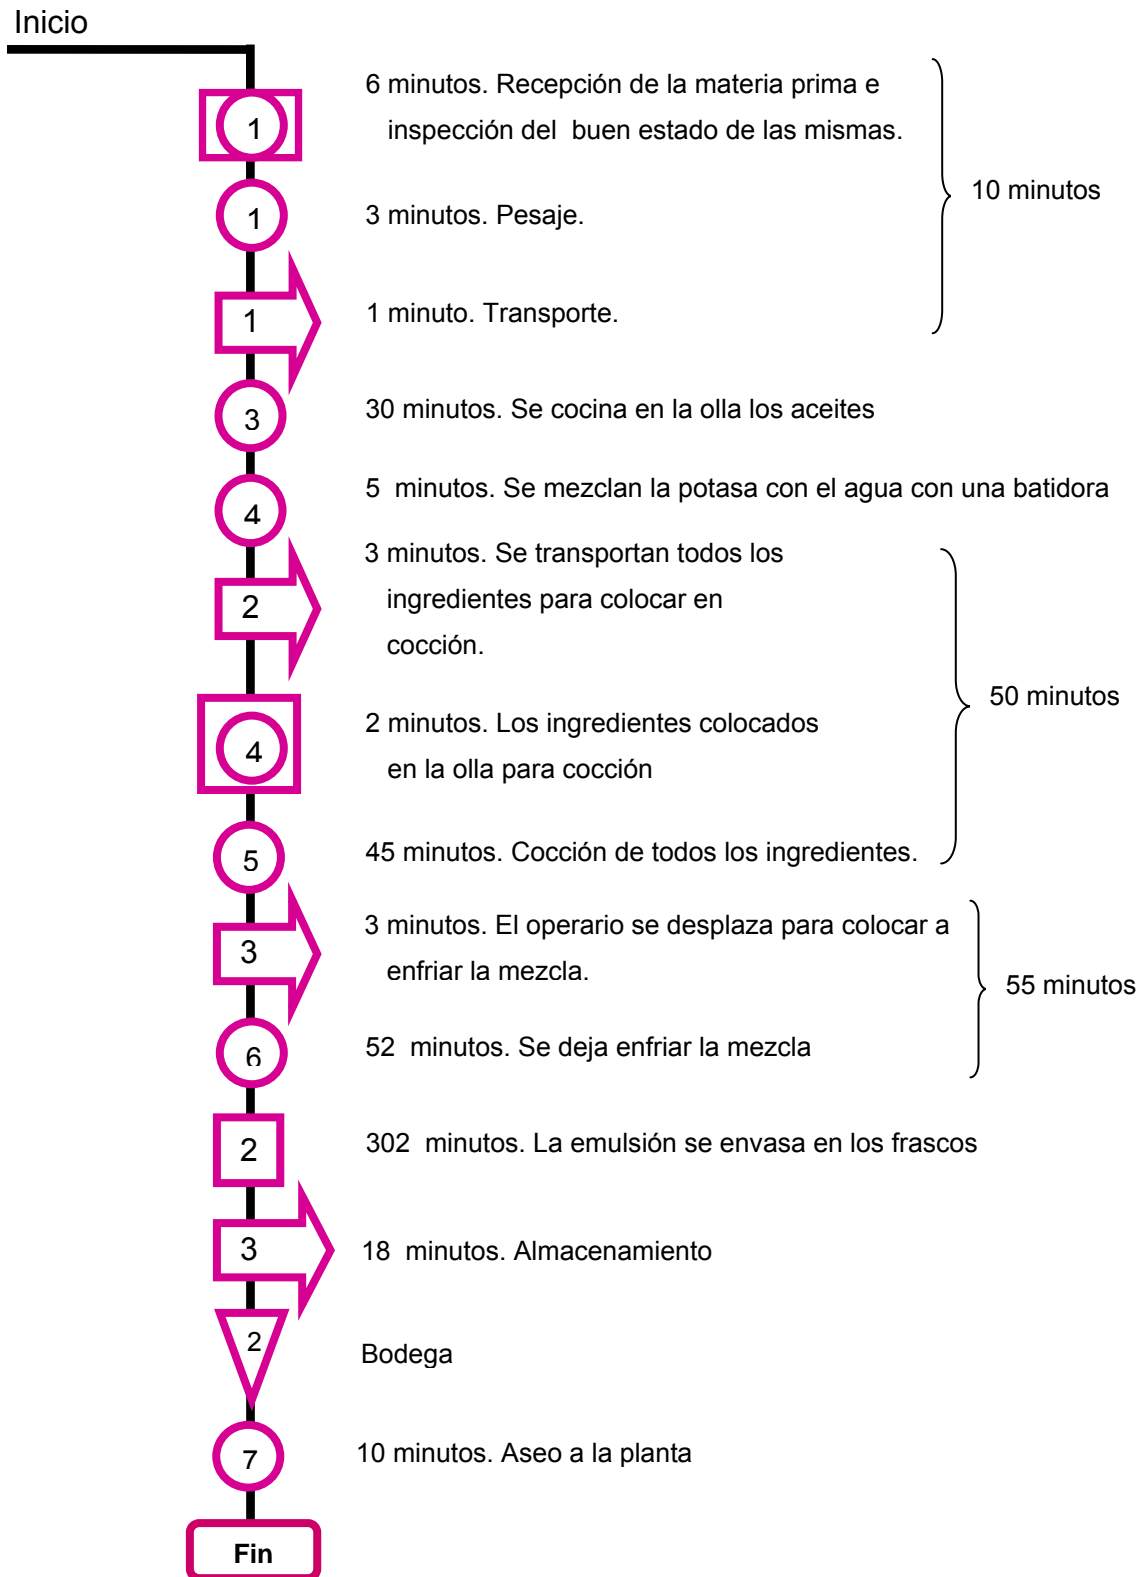 Inicio
1
6 minutos. Recepción de la materia prima e
inspección del buen estado de las mismas.
10 minutos
1
3 minutos. Pesaje.
1
1 minuto. Transporte.
3
30 minutos. Se cocina en la olla los aceites
4
5 minutos. Se mezclan la potasa con el agua con una batidora
2
3 minutos. Se transportan todos los
ingredientes para colocar en
cocción.
50 minutos
4
2 minutos. Los ingredientes colocados
en la olla para cocción
5
45 minutos. Cocción de todos los ingredientes.
3
3 minutos. El operario se desplaza para colocar a
enfriar la mezcla.
55 minutos
6
52 minutos. Se deja enfriar la mezcla
2
302 minutos. La emulsión se envasa en los frascos
3
18 minutos. Almacenamiento
2
Bodega
7
10 minutos. Aseo a la planta
Fin